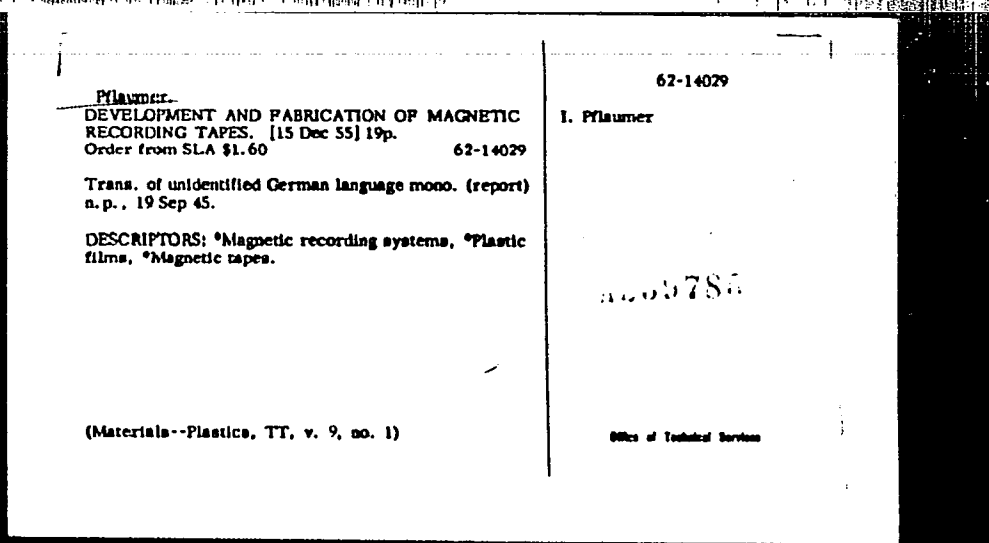 Pflaumer.
DEVELOPMENT AND FABRICATION OF MAGNETIC
RECORDING TAPES. [15 Dec 55] 19p.
Order from SLA $1.60 62-14029
Trans. of unidentified German language mono. (report)
n. p., 19 Sep 45.
DESCRIPTORS: *Magnetic recording systems, *Plastic
films, *Magnetic tapes.
(Materials--Plastics, TT, v. 9, no. 1)
62-14029
I. Pflaumer
Office of Technical Services